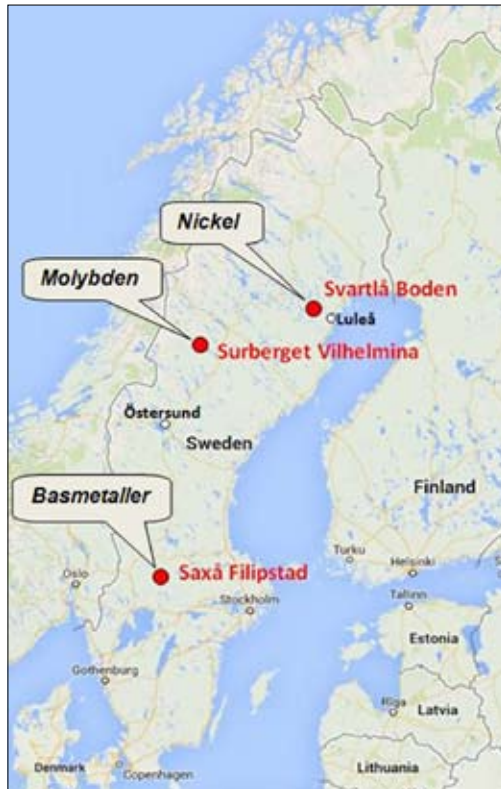 Nickel
Svartlå Boden
Luleå
Molybden
Surberget Vilhelmina
Östersund
Sweden
Finland
Basmetaller
Saxå Filipstad
Turku
Helsinki
Oslo
Stockholm
Tallinn
Estonia
Gothenburg
Riga
Latvia
Denmark
Copenhagen
Lithuania